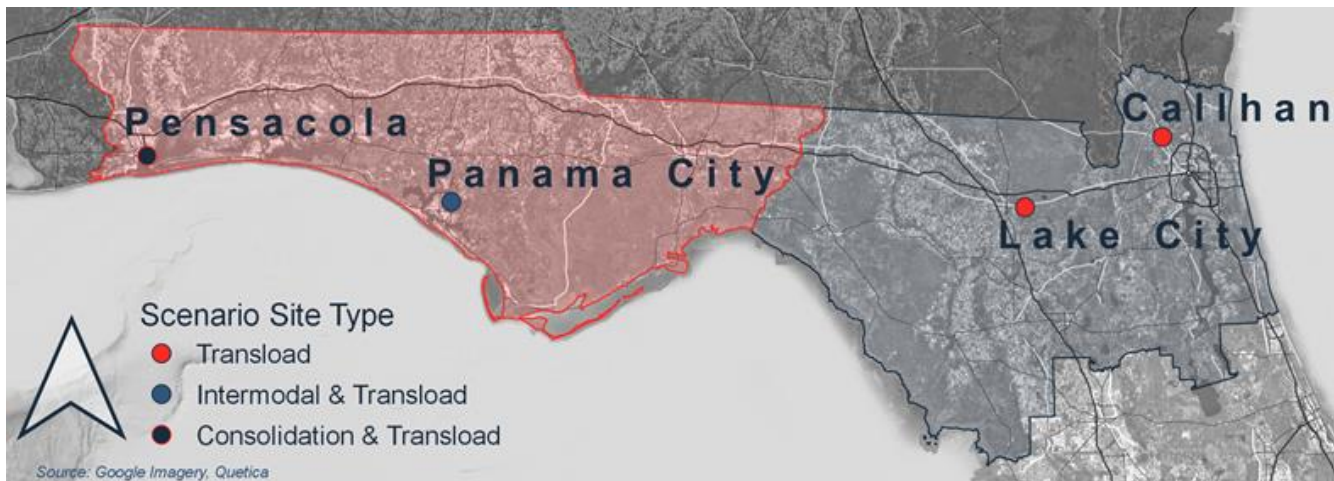 Callhan
Pensacola
Panama City
Lake City
Scenario Site Type
Transload
Intermodal & Transload
Consolidation & Transload
Source: Google Imagery, Quetica